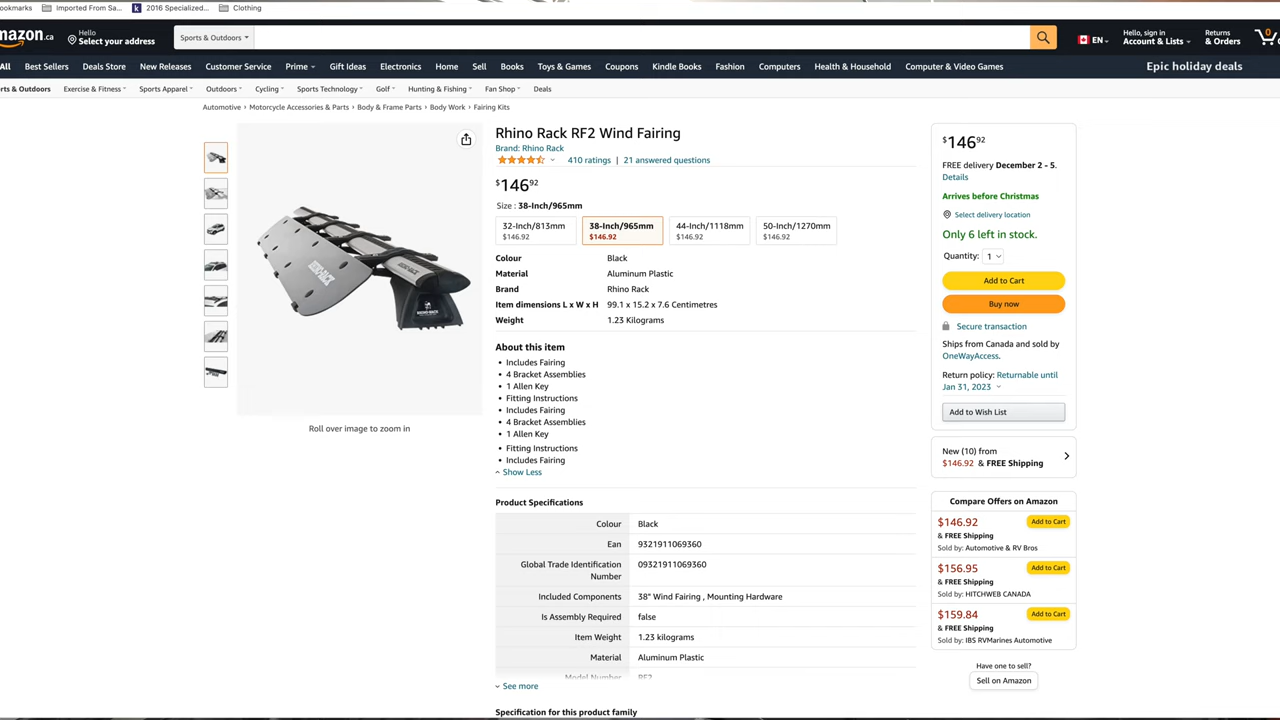 ookmarks Imported From Sa... 2016 Specialized... Clothing
mazon.ca
Hello
Select your address
Sports & Outdoors
EN
Hello, sign in
Account & Lists
Returns
& Orders
0
All Best Sellers Deals Store New Releases Customer Service Prime Gift Ideas Electronics Home Sell Books Toys & Games Coupons Kindle Books Fashion Computers Health & Household Computer & Video Games Epic holiday deals
rts & Outdoors Exercise & Fitness Sports Apparel Outdoors Cycling Sports Technology Golf Hunting & Fishing Fan Shop Deals
Automotive › Motorcycle Accessories & Parts › Body & Frame Parts › Body Work › Fairing Kits
RHINO-RACK
RHINO-RACK
Roll over image to zoom in
Rhino Rack RF2 Wind Fairing
Brand: Rhino Rack
410 ratings | 21 answered questions
$146 92
Size : 38-Inch/965mm
32-Inch/813mm
$146.92
38-Inch/965mm
$146.92
44-Inch/1118mm
$146.92
50-Inch/1270mm
$146.92
Colour Black
Material Aluminum Plastic
Brand Rhino Rack
Item dimensions L x W x H 99.1 x 15.2 x 7.6 Centimetres
Weight 1.23 Kilograms
About this item
• Includes Fairing
• 4 Bracket Assemblies
• 1 Allen Key
• Fitting Instructions
• Includes Fairing
• 4 Bracket Assemblies
• 1 Allen Key
• Fitting Instructions
• Includes Fairing
Show Less
Product Specifications
Colour Black
Ean 9321911069360
Global Trade Identification Number 09321911069360
Included Components 38" Wind Fairing , Mounting Hardware
Is Assembly Required false
Item Weight 1.23 kilograms
Material Aluminum Plastic
Model Number RF2
See more
Specification for this product family
$146 92
FREE delivery December 2 - 5.
Details
Arrives before Christmas
Select delivery location
Only 6 left in stock.
Quantity: 1
Add to Cart
Buy now
Secure transaction
Ships from Canada and sold by
OneWayAccess.
Return policy: Returnable until
Jan 31, 2023
Add to Wish List
New (10) from
$146.92 & FREE Shipping
Compare Offers on Amazon
$146.92 Add to Cart
& FREE Shipping
Sold by: Automotive & RV Bros
$156.95 Add to Cart
& FREE Shipping
Sold by: HITCHWEB CANADA
$159.84 Add to Cart
& FREE Shipping
Sold by: IBS RVMarines Automotive
Have one to sell?
Sell on Amazon